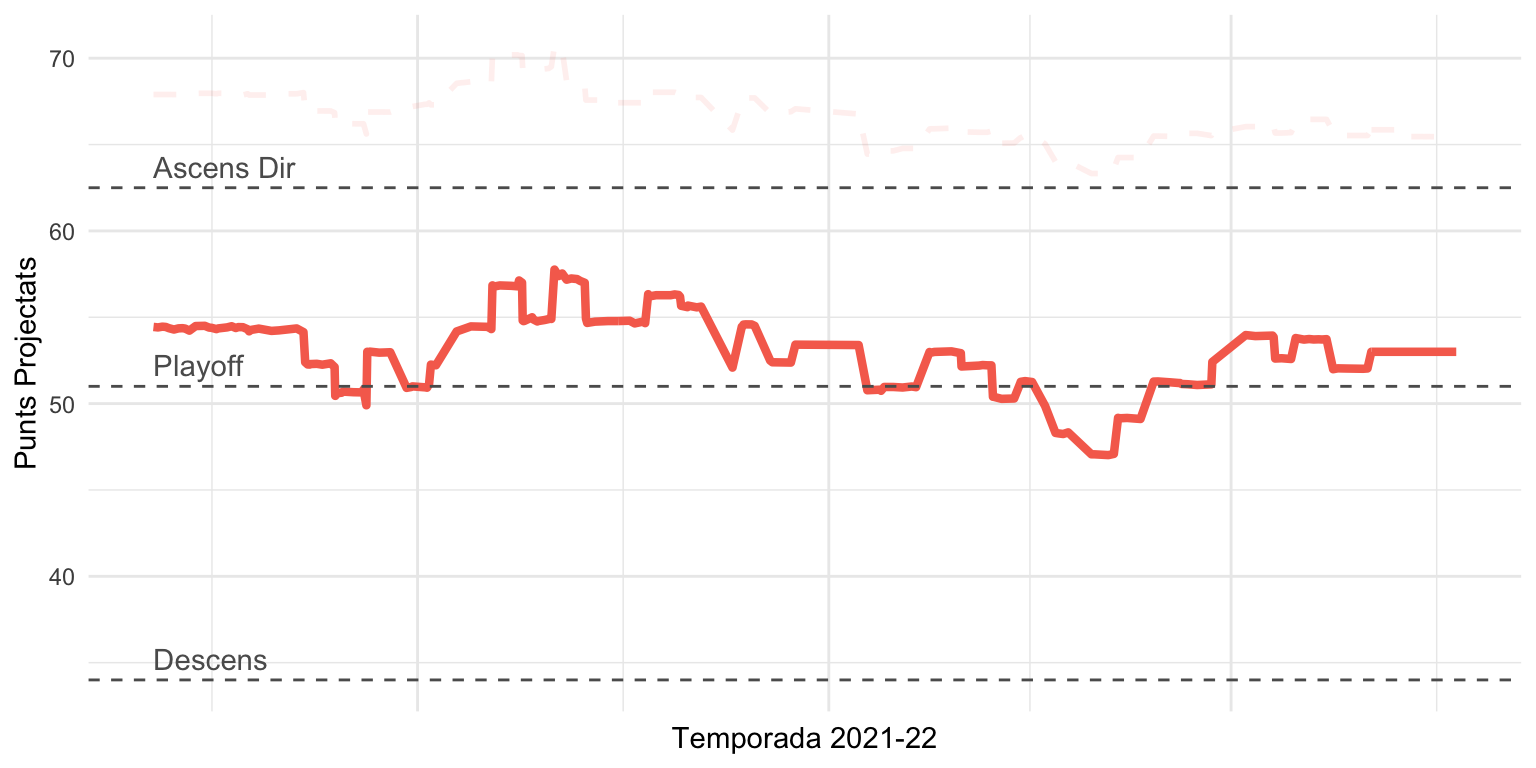 70
Ascens Dir
60
Punts Projectats
Playoff
50
40
Descens
Temporada 2021-22